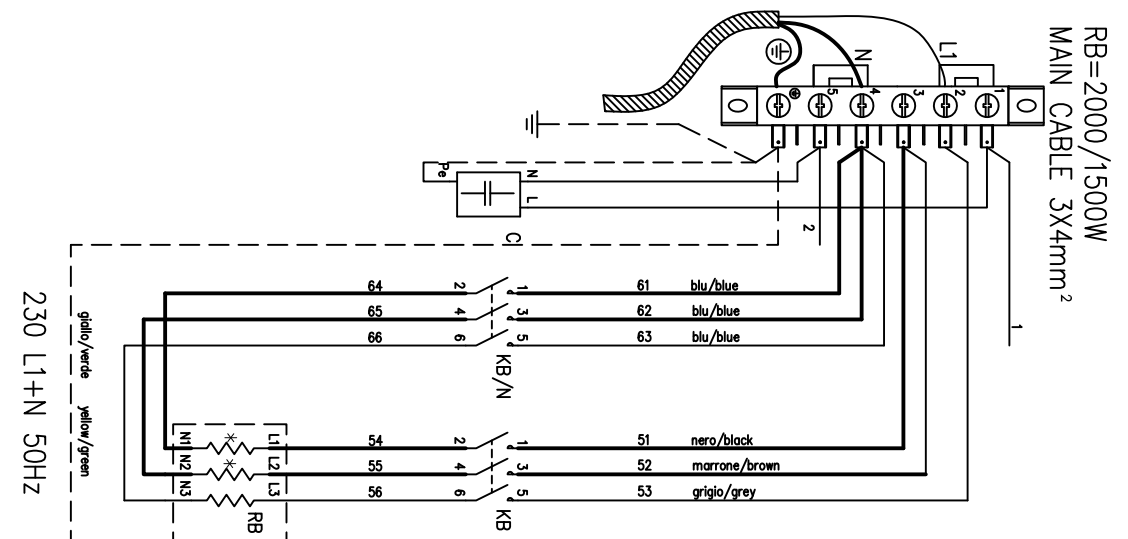 RB=2000/1500W
MAIN CABLE 3X4mm²
N
L1
5
4
3
2
1
Pe
N
L
C
2
1
64
2
1
61
blu/blue
65
4
3
62
blu/blue
66
6
5
63
blu/blue
KB/N
giallo/verde
yellow/green
230 L1+N 50Hz
N1
*
L1
54
2
1
51
nero/black
N2
*
L2
55
4
3
52
marrone/brown
N3
L3
56
6
5
53
grigio/grey
RB
KB